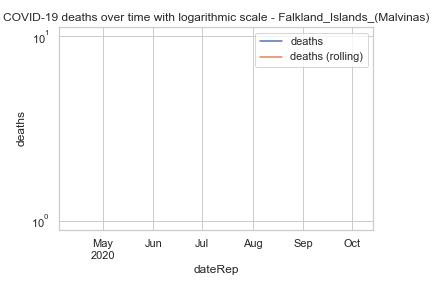 COVID-19 deaths over time with logarithmic scale - Falkland_Islands_(Malvinas)
10¹
deaths
deaths (rolling)
deaths
10⁰
May Jun Jul Aug Sep Oct
2020
dateRep